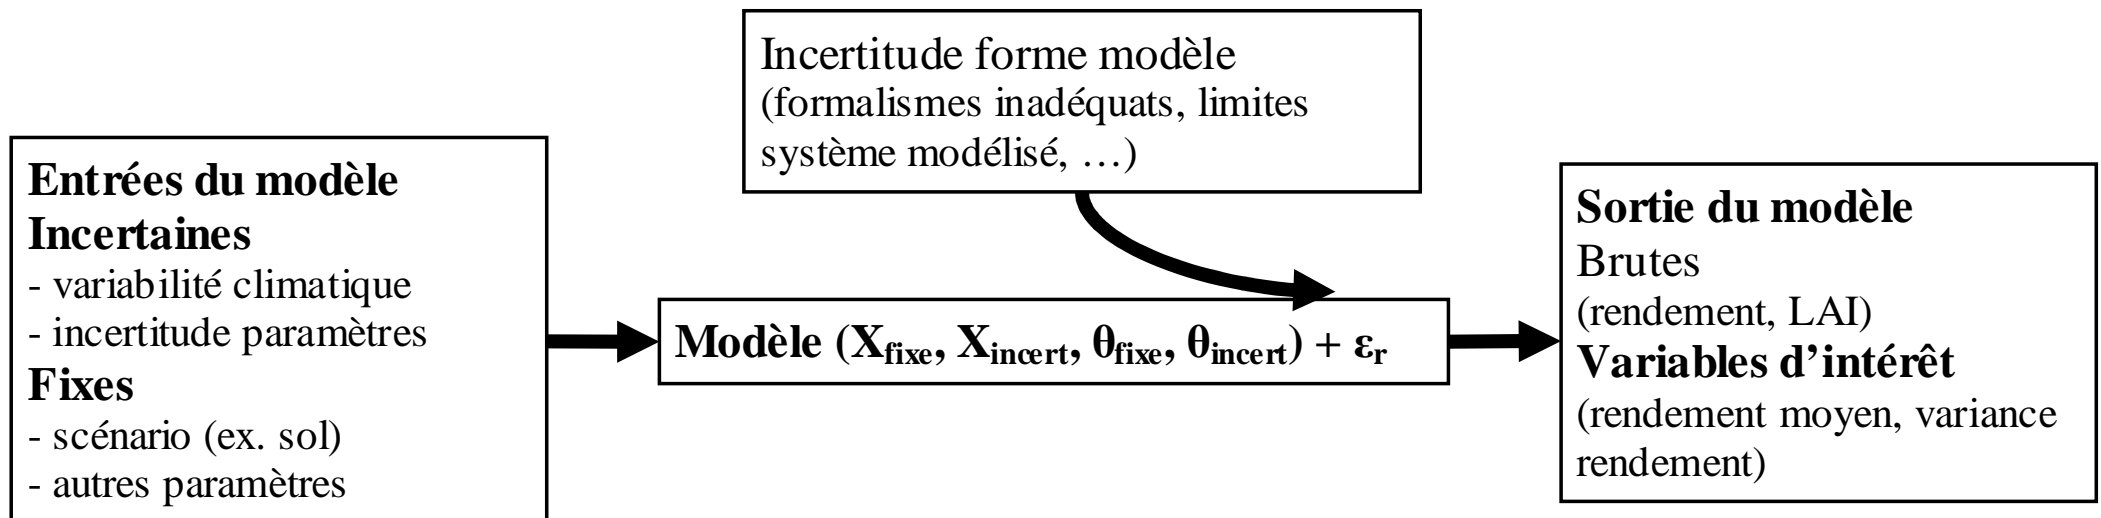 Incertitude forme modèle
(formalismes inadéquats, limites
système modélisé, …)
Entrées du modèle
Incertaines
- variabilité climatique
- incertitude paramètres
Fixes
- scénario (ex. sol)
- autres paramètres
Modèle (Xfixe, Xincert, θfixe, θincert) + εr
Sortie du modèle
Brutes
(rendement, LAI)
Variables d’intérêt
(rendement moyen, variance
rendement)